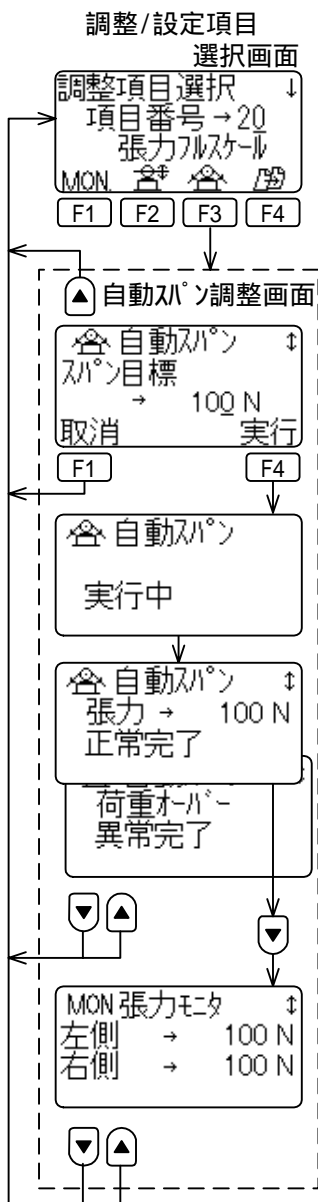 調整/設定項目
選択画面
調整項目選択 ↓
項目番号→20
張力ﾌﾙｽｹｰﾙ
MON.
F1 F2 F3 F4
▲ 自動ｽﾊﾟﾝ調整画面
自動ｽﾊﾟﾝ ↕
ｽﾊﾟﾝ目標
→ 100 N
取消 実行
F1 F4
自動ｽﾊﾟﾝ
実行中
自動ｽﾊﾟﾝ ↕
張力 → 100 N
正常完了
荷重ｵｰﾊﾞｰ
異常完了
▼ ▲
▼
MON 張力ﾓﾆﾀ ↕
左側 → 100 N
右側 → 100 N
▼ ▲